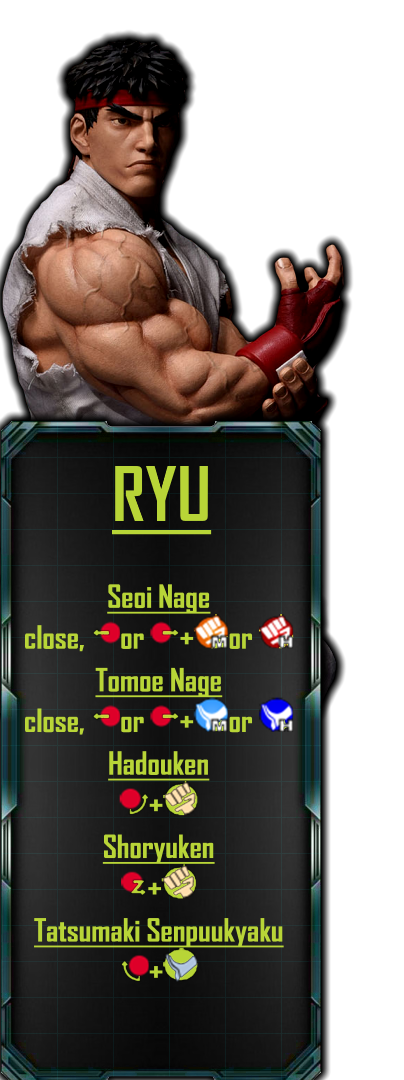 RYU
Seoi Nage
close, or + M or H
Tomoe Nage
close, or + M or H
Hadouken
+
Shoryuken
Z +
Tatsumaki Senpuukyaku
+